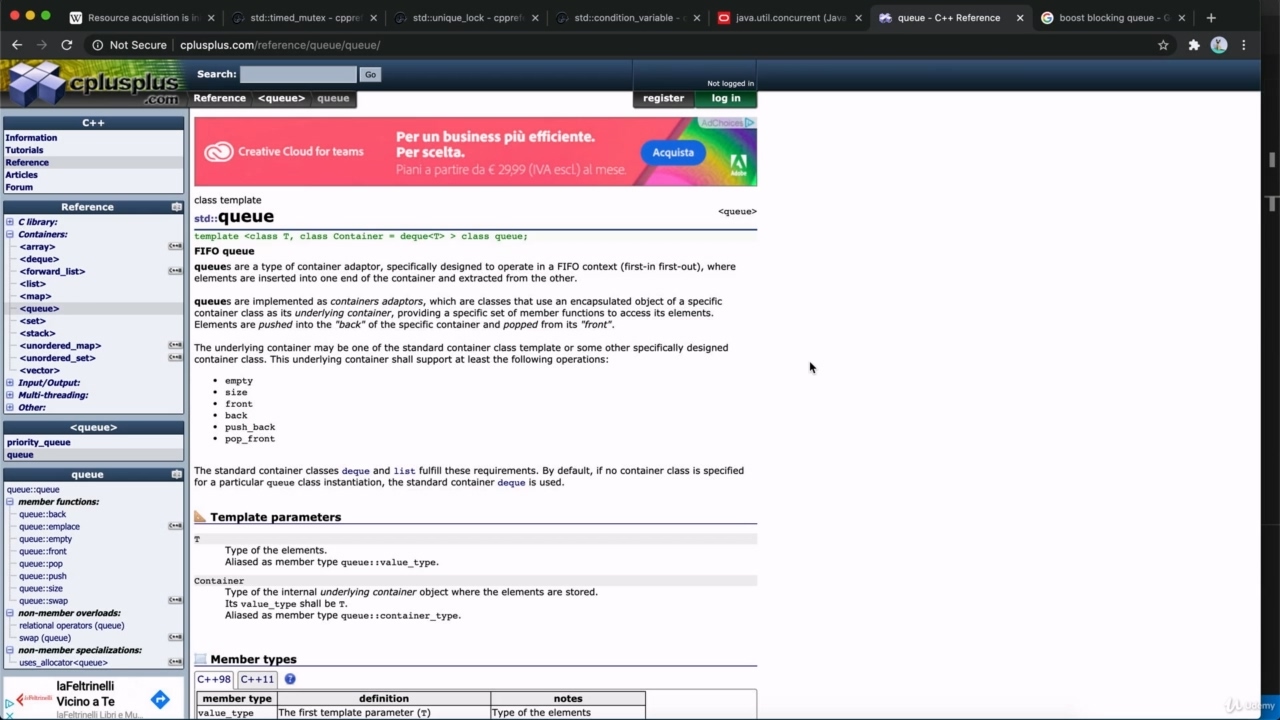 Resource acquisition is in
std::timed_mutex - cppref
std::unique_lock - cpprefe
std::condition_variable -
java.util.concurrent (Java
queue - C++ Reference
boost blocking queue - G
Not Secure
cplusplus.com/reference/queue/queue/
cplusplus
.com
Search:
Go
Not logged in
Reference
<queue>
queue
register
log in
C++
Information
Tutorials
Reference
Articles
Forum
Reference
C library:
Containers:
<array>
<deque>
<forward_list>
<list>
<map>
<queue>
<set>
<stack>
<unordered_map>
<unordered_set>
<vector>
Input/Output:
Multi-threading:
Other:
<queue>
priority_queue
queue
queue
queue::queue
member functions:
queue::back
queue::emplace
queue::empty
queue::front
queue::pop
queue::push
queue::size
queue::swap
non-member overloads:
relational operators (queue)
swap (queue)
non-member specializations:
uses_allocator<queue>
laFeltrinelli
laFeltrinelli
Vicino a Te
laFeltrinelli Libri e Mu...
Creative Cloud for teams
Per un business più efficiente.
Per scelta.
Piani a partire da € 29,99 (IVA escl.) al mese.
Acquista
AdChoices
Adobe
class template
std::queue
<queue>
template <class T, class Container = deque<T> > class queue;
FIFO queue
queues are a type of container adaptor, specifically designed to operate in a FIFO context (first-in first-out), where
elements are inserted into one end of the container and extracted from the other.
queues are implemented as containers adaptors, which are classes that use an encapsulated object of a specific
container class as its underlying container, providing a specific set of member functions to access its elements.
Elements are pushed into the "back" of the specific container and popped from its "front".
The underlying container may be one of the standard container class template or some other specifically designed
container class. This underlying container shall support at least the following operations:
• empty
• size
• front
• back
• push_back
• pop_front
The standard container classes deque and list fulfill these requirements. By default, if no container class is specified
for a particular queue class instantiation, the standard container deque is used.
Template parameters
T
Type of the elements.
Aliased as member type queue::value_type.
Container
Type of the internal underlying container object where the elements are stored.
Its value_type shall be T.
Aliased as member type queue::container_type.
Member types
C++98
C++11
member type
definition
notes
value_type
The first template parameter (T)
Type of the elements
Udemy